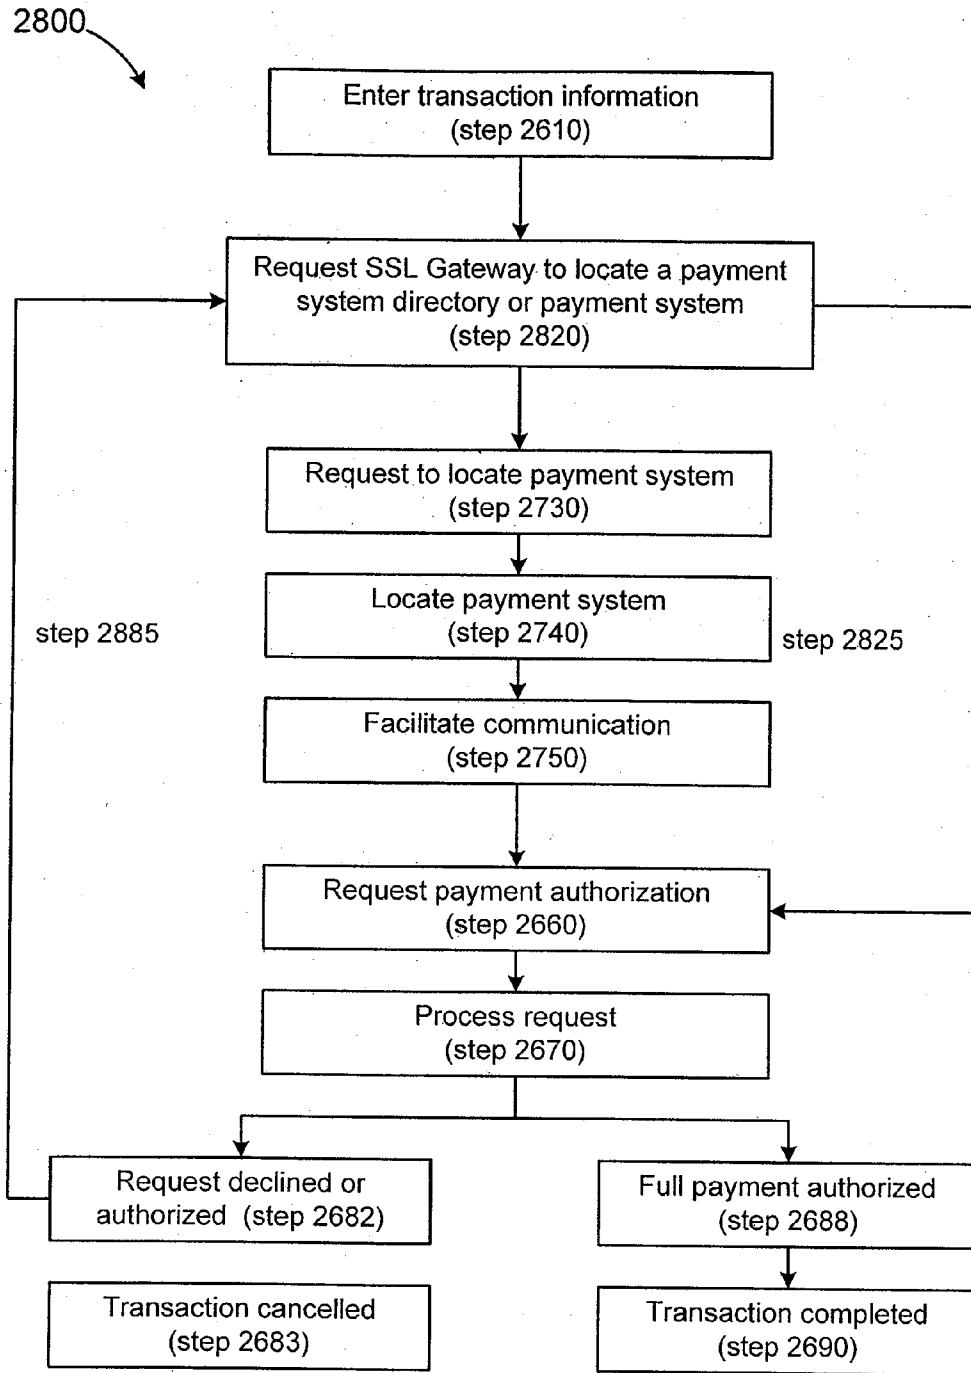 2800
Enter transaction information
(step 2610)
Request SSL Gateway to locate a payment
system directory or payment system
(step 2820)
Request to locate payment system
(step 2730)
Locate payment system
(step 2740)
step 2885
step 2825
Facilitate communication
(step 2750)
Request payment authorization
(step 2660)
Process request
(step 2670)
Request declined or
authorized (step 2682)
Full payment authorized
(step 2688)
Transaction cancelled
(step 2683)
Transaction completed
(step 2690)